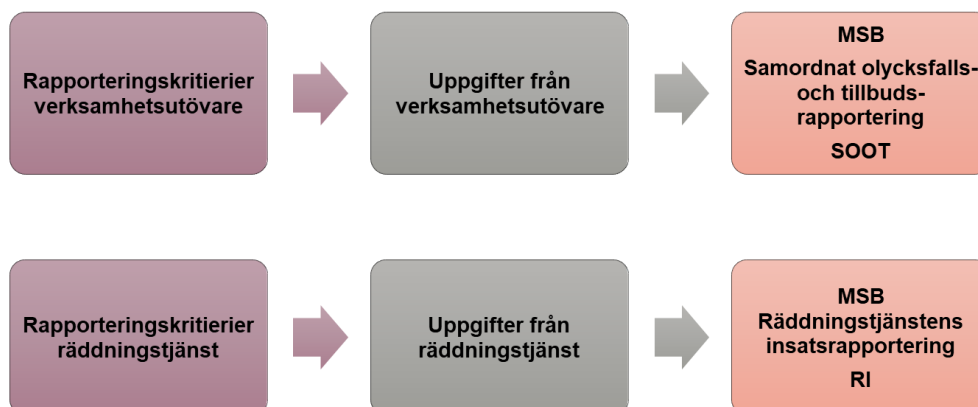 Rapporteringskritierier
verksamhetsutövare
Uppgifter från
verksamhetsutövare
MSB
Samordnat olycksfalls-
och tillbuds-
rapportering
SOOT
Rapporteringskritierier
räddningstjänst
Uppgifter från
räddningstjänst
MSB
Räddningstjänstens
insatsrapportering
RI